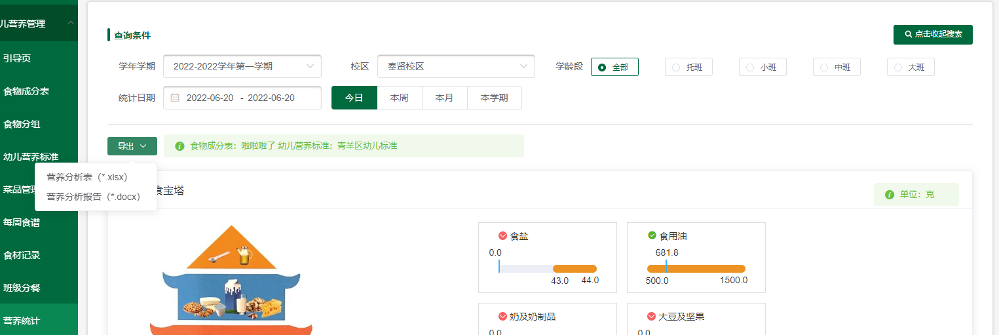 儿营养管理
引导页
食物成分表
食物分组
幼儿营养标准
菜品管理
每周食谱
食材记录
班级分餐
营养统计
查询条件
点击收起搜索
学年学期 2022-2022学年第一学期 校区 奉贤校区 学龄段 全部 托班 小班 中班 大班
统计日期 2022-06-20 - 2022-06-20 今日 本周 本月 本学期
导出 食物成分表：啦啦啦了 幼儿营养标准：青羊区幼儿标准
营养分析表（*.xlsx）
营养分析报告（*.docx）
食宝塔
单位：克
食盐
0.0
43.0 44.0
食用油
681.8
500.0 1500.0
奶及奶制品
0.0
大豆及坚果
0.0